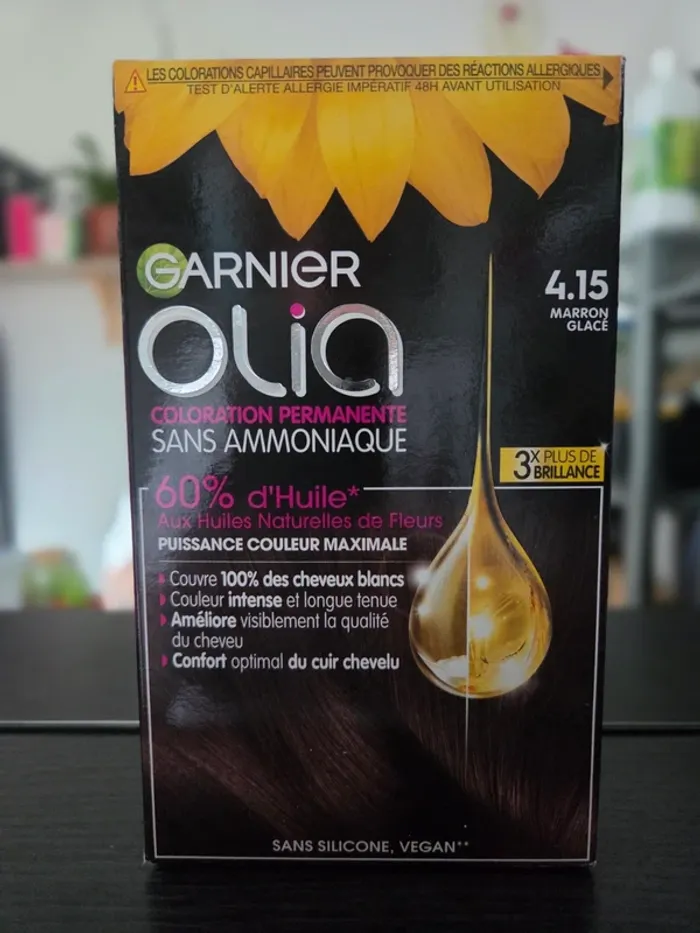 LES COLORATIONS CAPILLAIRES PEUVENT PROVOQUER DES RÉACTIONS ALLERGIQUES
TEST D'ALERTE ALLERGIE IMPÉRATIF 48H AVANT UTILISATION
GARNIER
OLIA
4.15
MARRON
GLACÉ
COLORATION PERMANENTE
SANS AMMONIAQUE
3X PLUS DE
BRILLANCE
60% d'Huile*
Aux Huiles Naturelles de Fleurs
PUISSANCE COULEUR MAXIMALE
Couvre 100% des cheveux blancs
Couleur intense et longue tenue
Améliore visiblement la qualité
du cheveu
Confort optimal du cuir chevelu
SANS SILICONE, VEGAN**